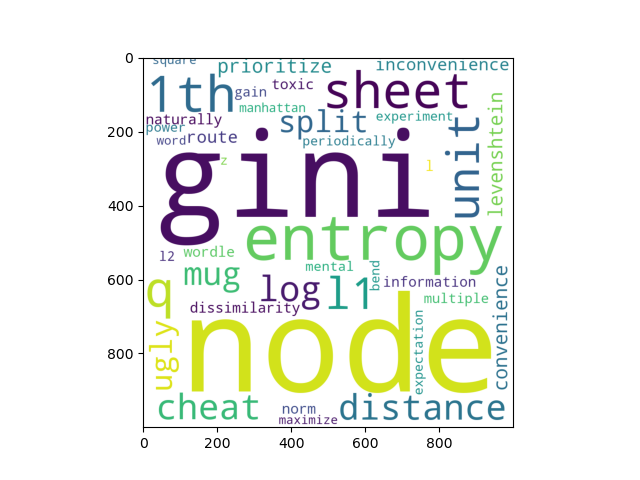 0
200
400
600
800
0
200
400
600
800
square
prioritize
inconvenience
1th
gain
toxic
sheet
manhattan
naturally
split
experiment
power
word
route
periodically
unit
levenshtein
z
l
gini
entropy
l2
wordle
mental
bend
mug
log
l1
information
multiple
q
dissimilarity
convenience
ugly
node
expectation
cheat
norm
distance
maximize